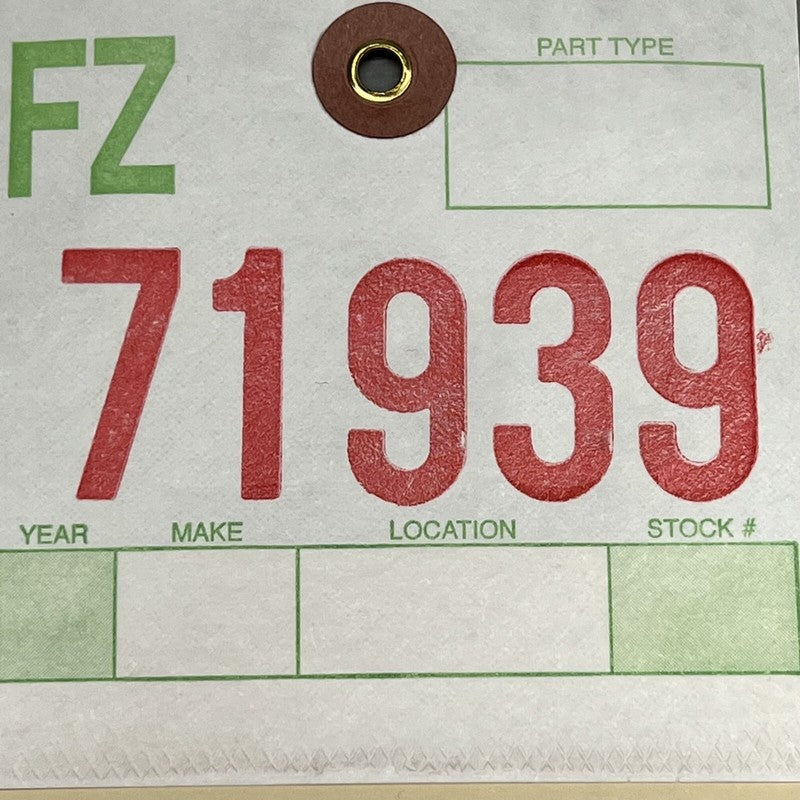 FZ
PART TYPE
71939
YEAR MAKE LOCATION STOCK #